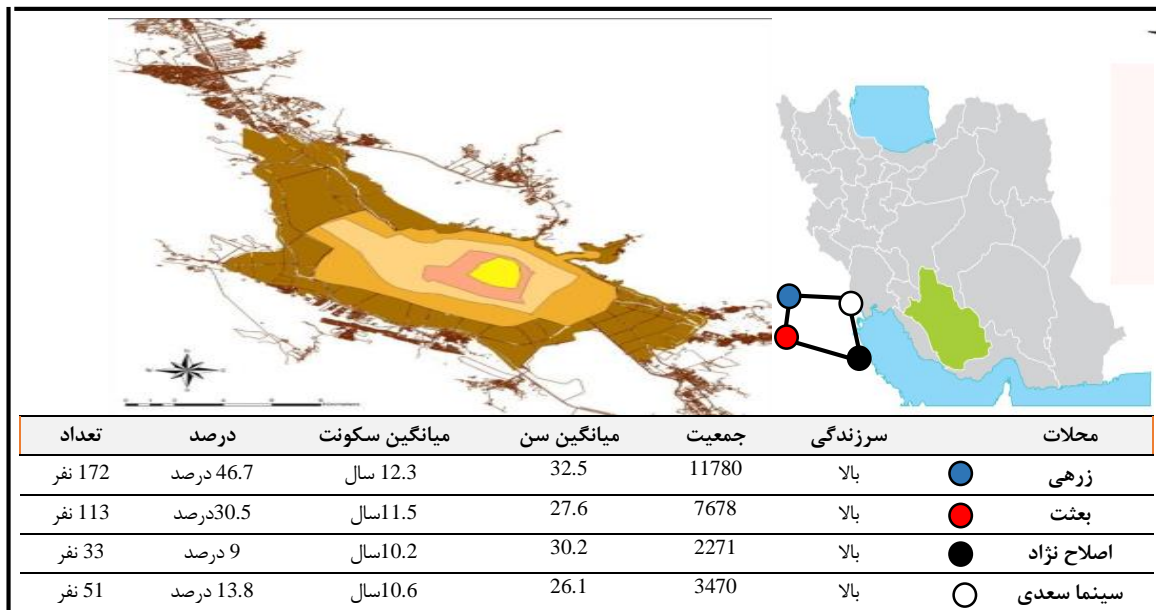 محلات سرزندگی جمعیت میانگین سن میانگین سکونت درصد تعداد
زرهی بالا 11780 32.5 12.3 سال 46.7 درصد 172 نفر
بعثت بالا 7678 27.6 11.5سال 30.5درصد 113 نفر
اصلاح نژاد بالا 2271 30.2 10.2سال 9 درصد 33 نفر
سینما سعدی بالا 3470 26.1 10.6سال 13.8 درصد 51 نفر